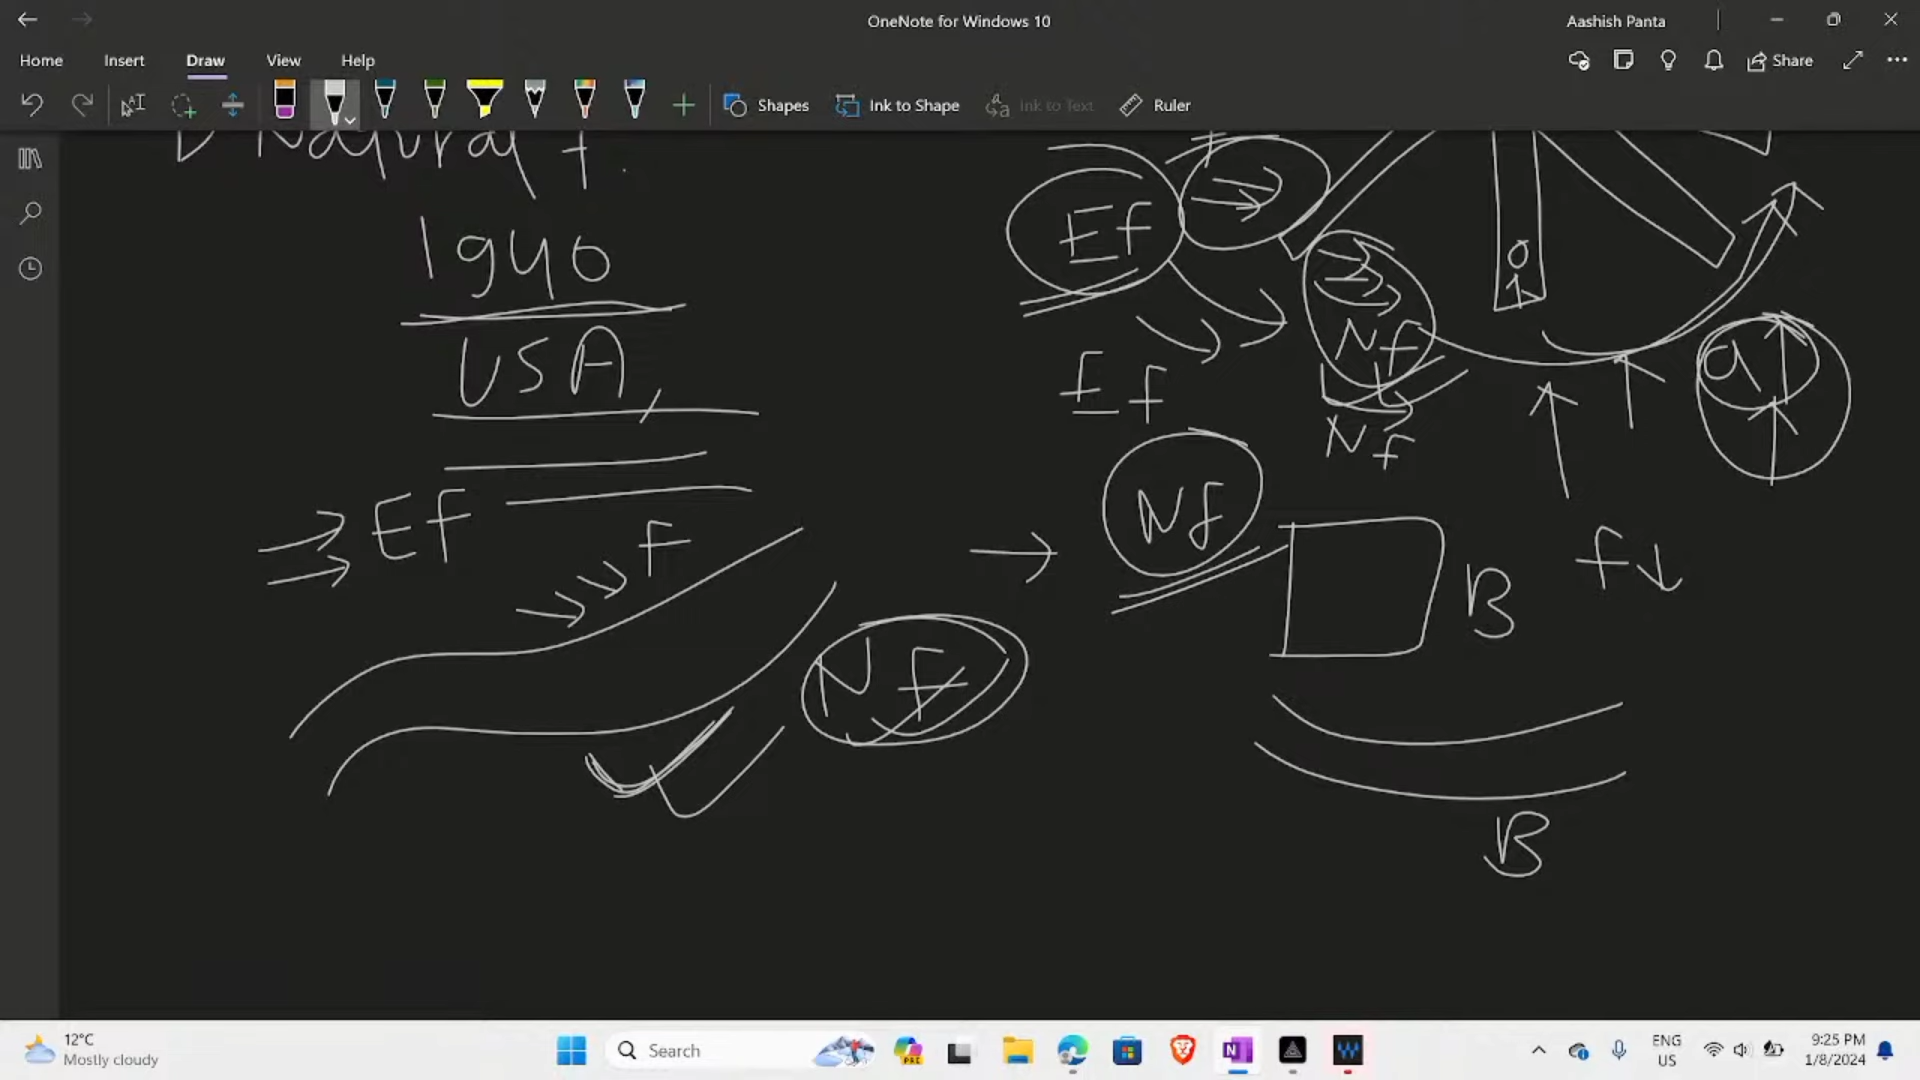 OneNote for Windows 10
Aashish Panta
Home
Insert
Draw
View
Help
Share
Shapes
Ink to Shape
Ink to Text
Ruler
Natural f.
1940
USA,
Ef
F
Nf
Ef
Nf
a
Ef
Nf
Nf
B
f↓
B
12°C
Mostly cloudy
Search
ENG
US
9:25 PM
1/8/2024